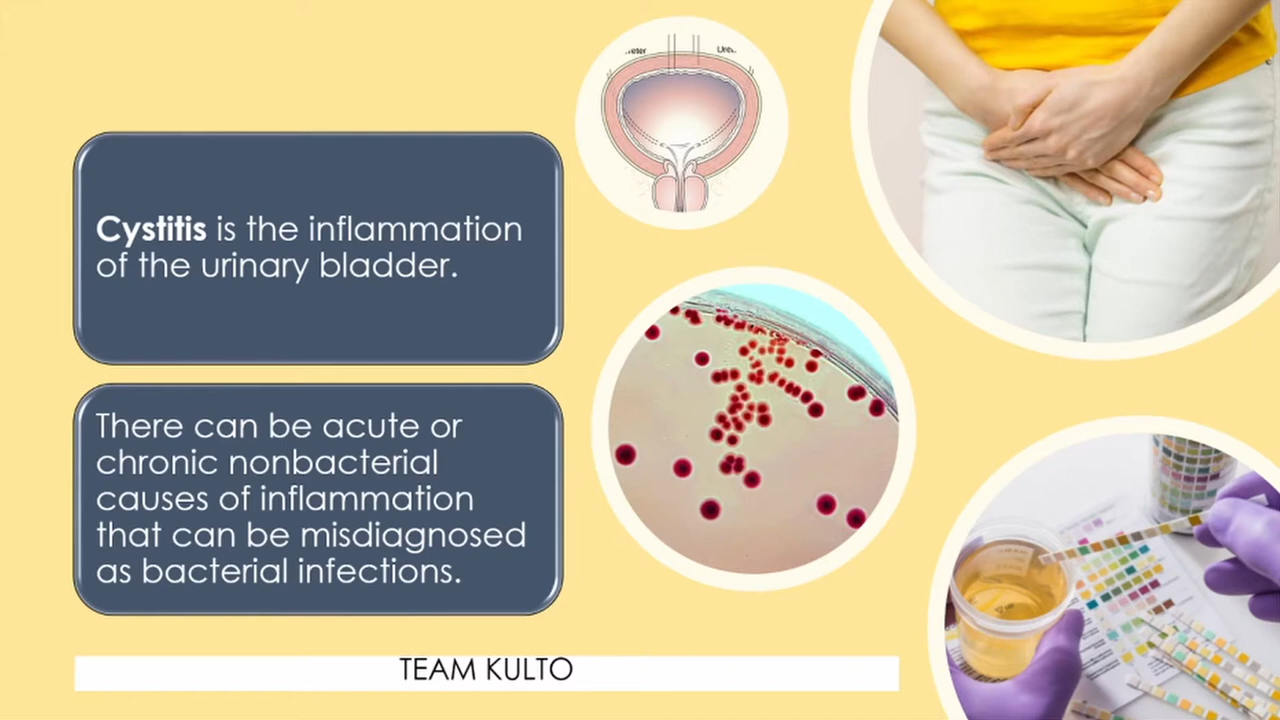 Cystitis is the inflammation
of the urinary bladder.
There can be acute or
chronic nonbacterial
causes of inflammation
that can be misdiagnosed
as bacterial infections.
TEAM KULTO